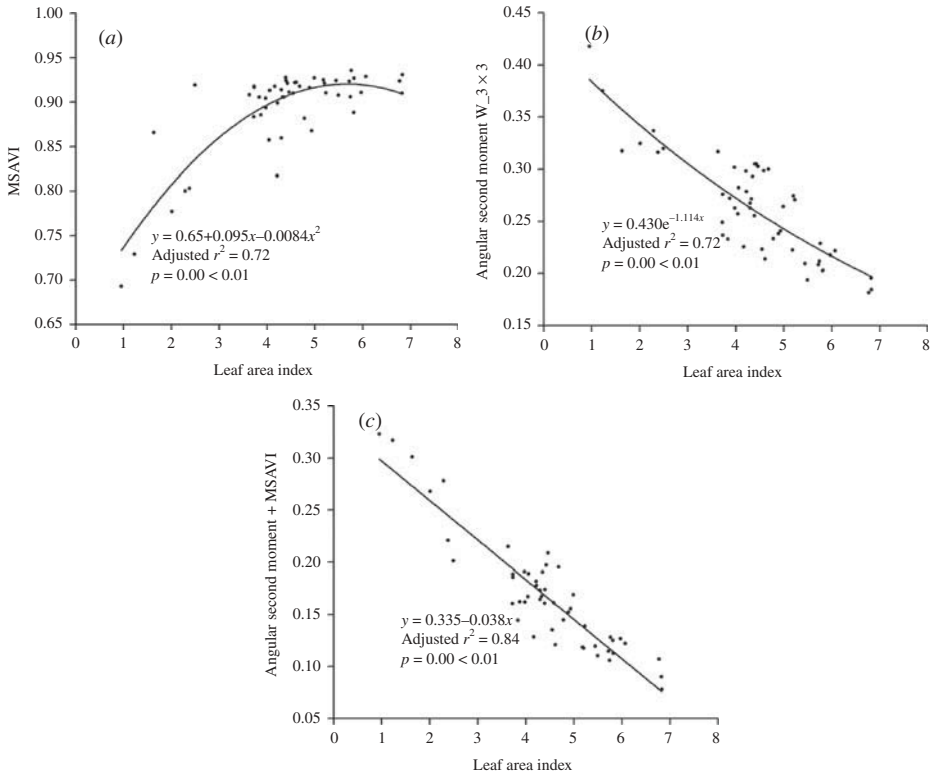 (a)
1.00
0.95
0.90
0.85
0.80
0.75
0.70
0.65
MSAVI
y = 0.65+0.095x–0.0084x²
Adjusted r² = 0.72
p = 0.00 < 0.01
0 1 2 3 4 5 6 7 8
Leaf area index
(b)
0.45
0.40
0.35
0.30
0.25
0.20
0.15
Angular second moment W_3 × 3
y = 0.430e⁻¹·¹¹⁴ˣ
Adjusted r² = 0.72
p = 0.00 < 0.01
0 1 2 3 4 5 6 7 8
Leaf area index
(c)
0.35
0.30
0.25
0.20
0.15
0.10
0.05
Angular second moment + MSAVI
y = 0.335–0.038x
Adjusted r² = 0.84
p = 0.00 < 0.01
0 1 2 3 4 5 6 7 8
Leaf area index